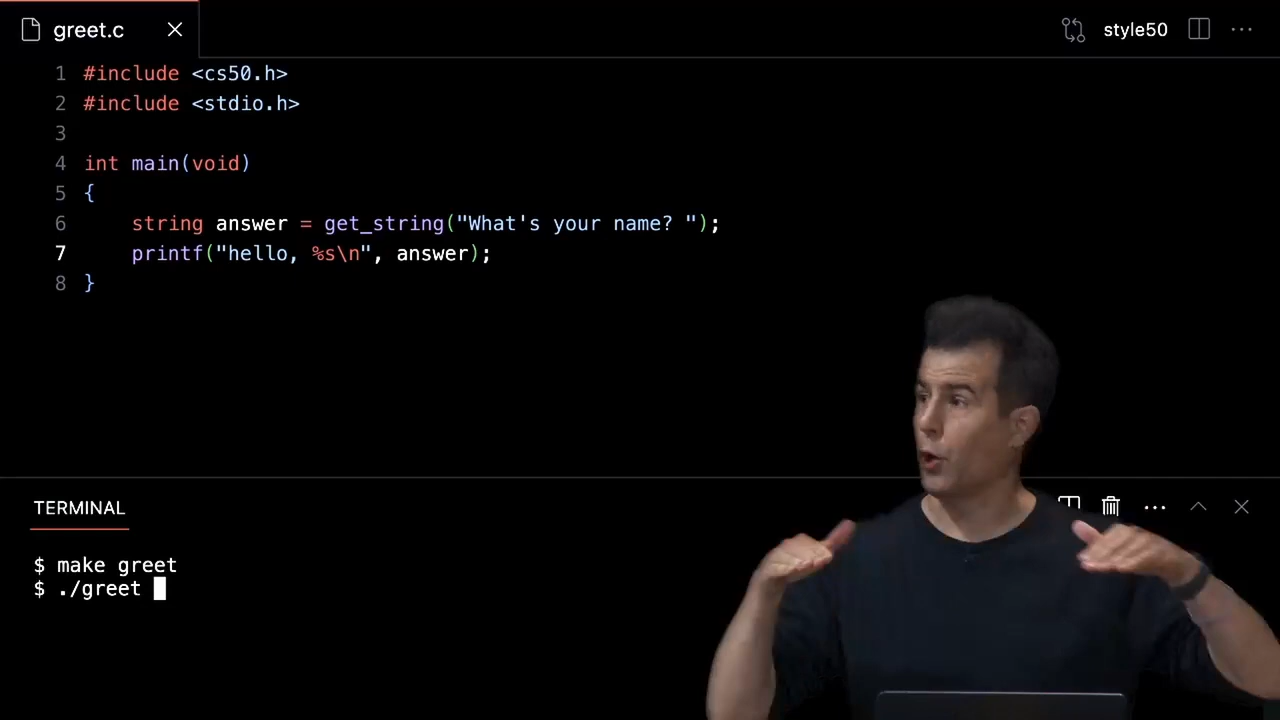 greet.c
style50
1 #include <cs50.h>
2 #include <stdio.h>
3
4 int main(void)
5 {
6     string answer = get_string("What's your name? ");
7     printf("hello, %s\n", answer);
8 }
TERMINAL
$ make greet
$ ./greet